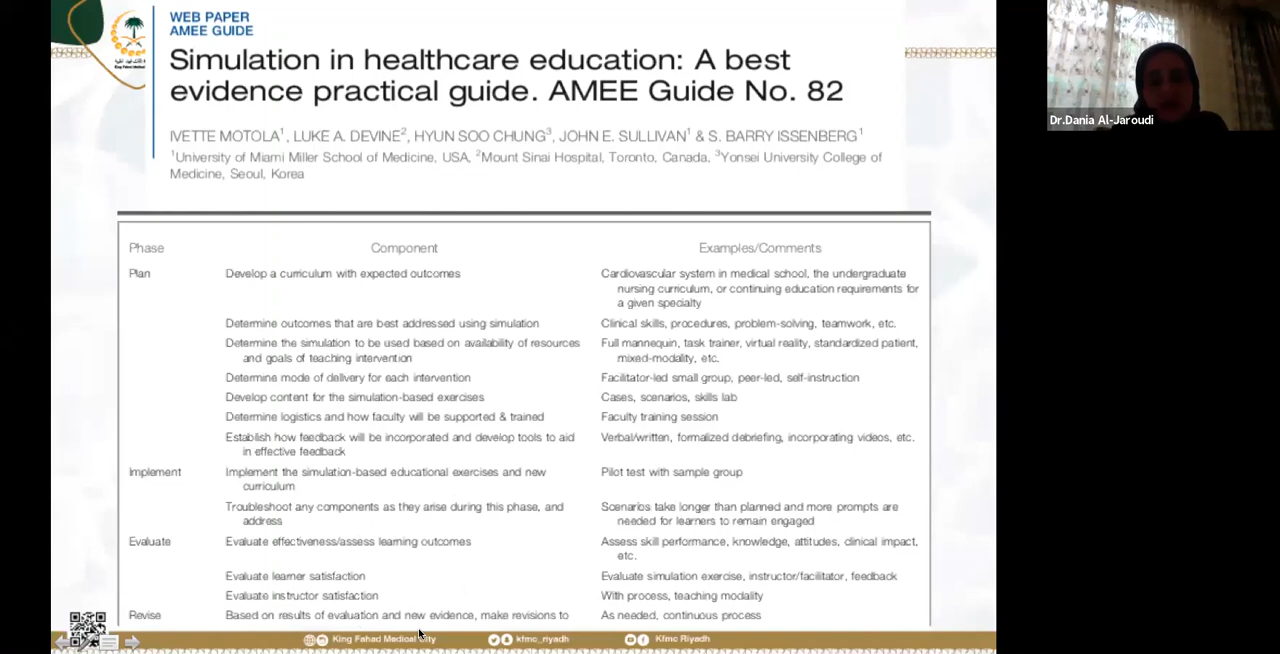 WEB PAPER
AMEE GUIDE
Simulation in healthcare education: A best
evidence practical guide. AMEE Guide No. 82
IVETTE MOTOLA1, LUKE A. DEVINE2, HYUN SOO CHUNG3, JOHN E. SULLIVAN1 & S. BARRY ISSENBERG1
1University of Miami Miller School of Medicine, USA, 2Mount Sinai Hospital, Toronto, Canada, 3Yonsei University College of
Medicine, Seoul, Korea
Dr.Dania Al-Jaroudi
Phase Component Examples/Comments
Plan Develop a curriculum with expected outcomes Cardiovascular system in medical school, the undergraduate
nursing curriculum, or continuing education requirements for
a given specialty
Determine outcomes that are best addressed using simulation Clinical skills, procedures, problem-solving, teamwork, etc.
Determine the simulation to be used based on availability of resources Full mannequin, task trainer, virtual reality, standardized patient,
and goals of teaching intervention mixed-modality, etc.
Determine mode of delivery for each intervention Facilitator-led small group, peer-led, self-instruction
Develop content for the simulation-based exercises Cases, scenarios, skills lab
Determine logistics and how faculty will be supported & trained Faculty training session
Establish how feedback will be incorporated and develop tools to aid Verbal/written, formalized debriefing, incorporating videos, etc.
in effective feedback
Implement Implement the simulation-based educational exercises and new Pilot test with sample group
curriculum
Troubleshoot any components as they arise during this phase, and Scenarios take longer than planned and more prompts are
address needed for learners to remain engaged
Evaluate Evaluate effectiveness/assess learning outcomes Assess skill performance, knowledge, attitudes, clinical impact,
etc.
Evaluate learner satisfaction Evaluate simulation exercise, instructor/facilitator, feedback
Evaluate instructor satisfaction With process, teaching modality
Revise Based on results of evaluation and new evidence, make revisions to As needed, continuous process
King Fahad Medical City kfmc_riyadh Kfmc Riyadh